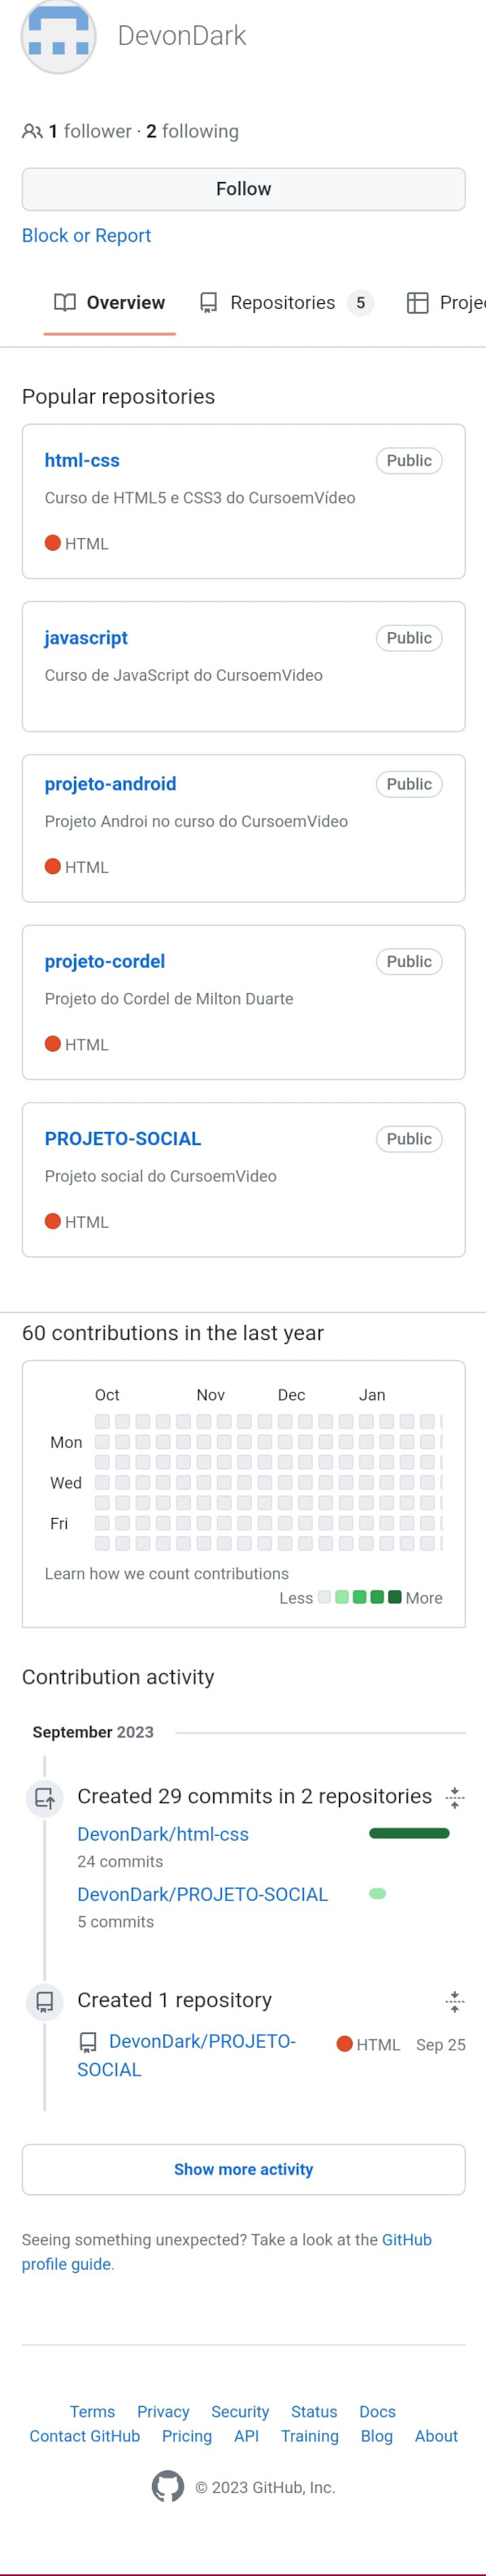 DevonDark
1 follower · 2 following
Follow
Block or Report
Overview Repositories 5
Popular repositories
html-css Public
Curso de HTML5 e CSS3 do CursoemVídeo
HTML
javascript Public
Curso de JavaScript do CursoemVideo
projeto-android Public
Projeto Androi no curso do CursoemVideo
HTML
projeto-cordel Public
Projeto do Cordel de Milton Duarte
HTML
PROJETO-SOCIAL Public
Projeto social do CursoemVideo
HTML
60 contributions in the last year
Oct Nov Dec Jan
Mon
Wed
Fri
Learn how we count contributions
Less More
Contribution activity
September 2023
Created 29 commits in 2 repositories
DevonDark/html-css
24 commits
DevonDark/PROJETO-SOCIAL
5 commits
Created 1 repository
DevonDark/PROJETO- HTML Sep 25
SOCIAL
Show more activity
Seeing something unexpected? Take a look at the GitHub
profile guide.
Terms Privacy Security Status Docs
Contact GitHub Pricing API Training Blog About
© 2023 GitHub, Inc.